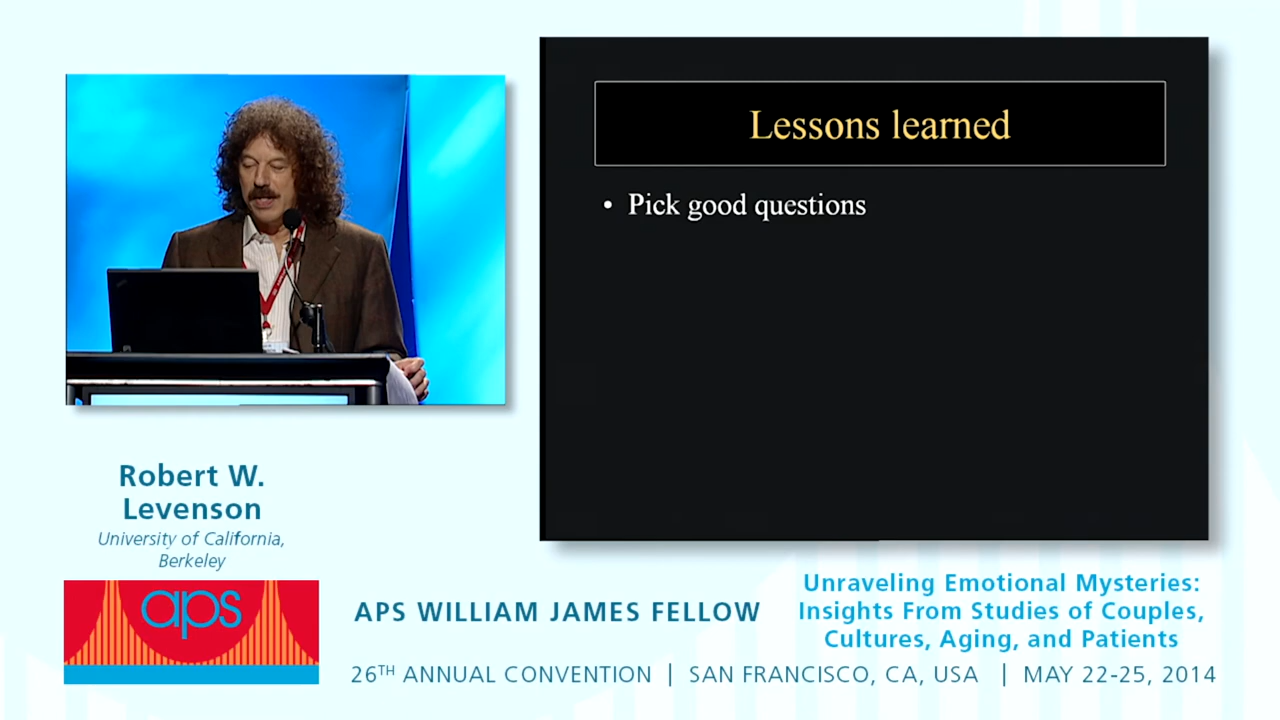 Lessons learned
• Pick good questions
Robert W.
Levenson
University of California,
Berkeley
aps
APS WILLIAM JAMES FELLOW
Unraveling Emotional Mysteries:
Insights From Studies of Couples,
Cultures, Aging, and Patients
26TH ANNUAL CONVENTION | SAN FRANCISCO, CA, USA | MAY 22-25, 2014